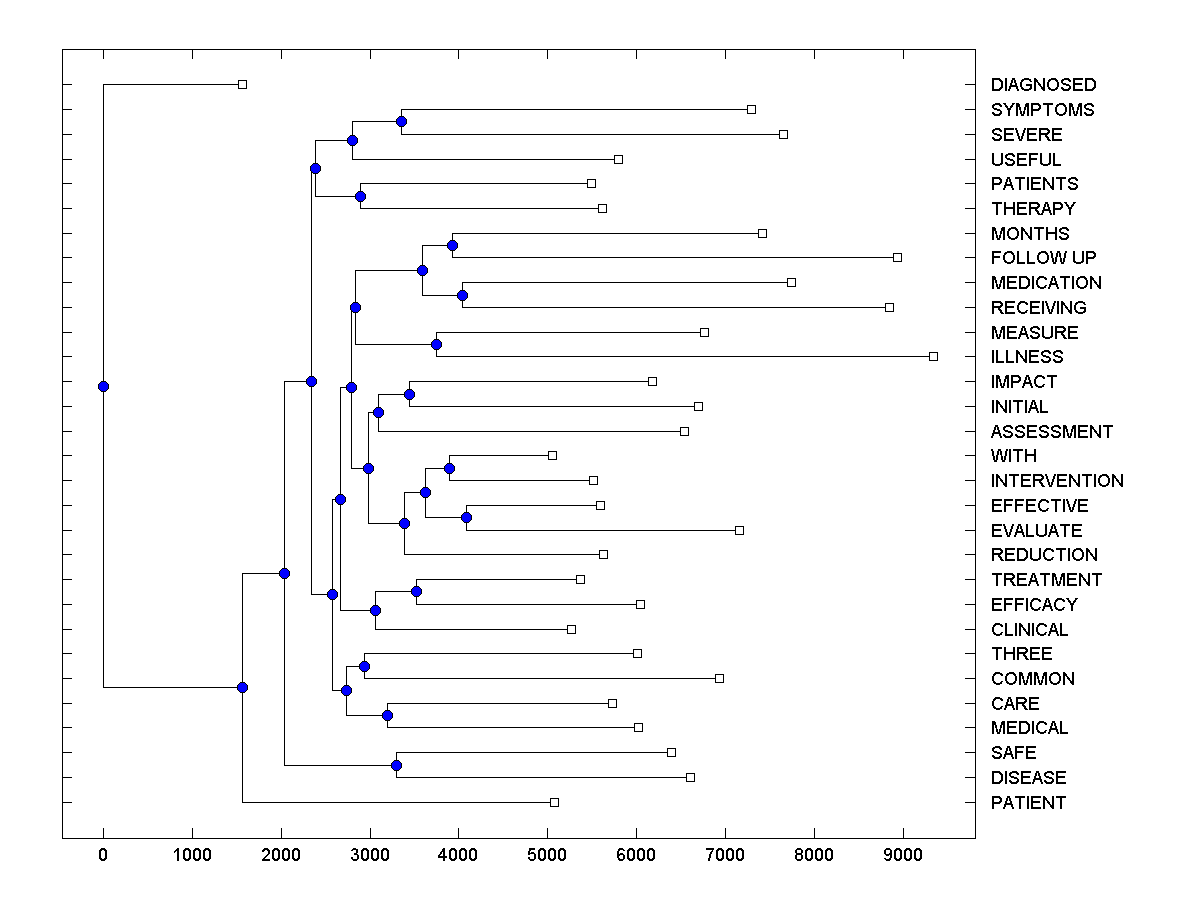 DIAGNOSED
SYMPTOMS
SEVERE
USEFUL
PATIENTS
THERAPY
MONTHS
FOLLOW UP
MEDICATION
RECEIVING
MEASURE
ILLNESS
IMPACT
INITIAL
ASSESSMENT
WITH
INTERVENTION
EFFECTIVE
EVALUATE
REDUCTION
TREATMENT
EFFICACY
CLINICAL
THREE
COMMON
CARE
MEDICAL
SAFE
DISEASE
PATIENT
0 1000 2000 3000 4000 5000 6000 7000 8000 9000